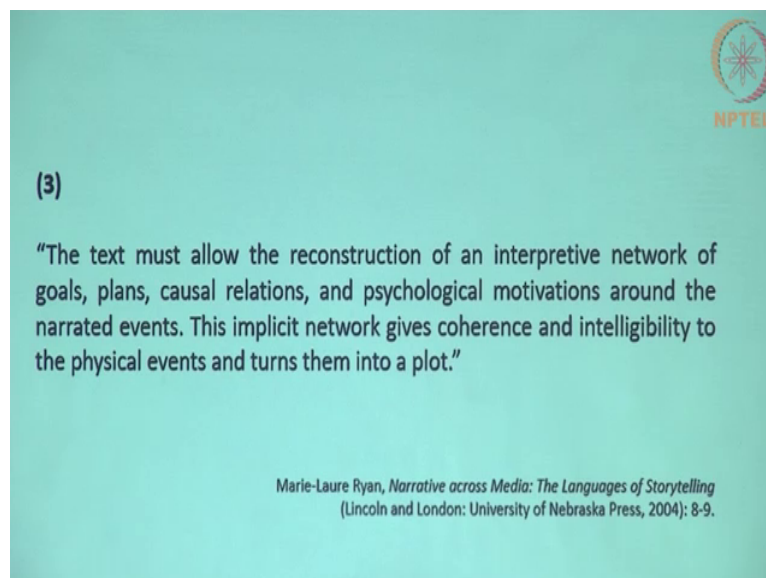 NPTEL
(3)
“The text must allow the reconstruction of an interpretive network of
goals, plans, causal relations, and psychological motivations around the
narrated events. This implicit network gives coherence and intelligibility to
the physical events and turns them into a plot.”
Marie-Laure Ryan, Narrative across Media: The Languages of Storytelling
(Lincoln and London: University of Nebraska Press, 2004): 8-9.